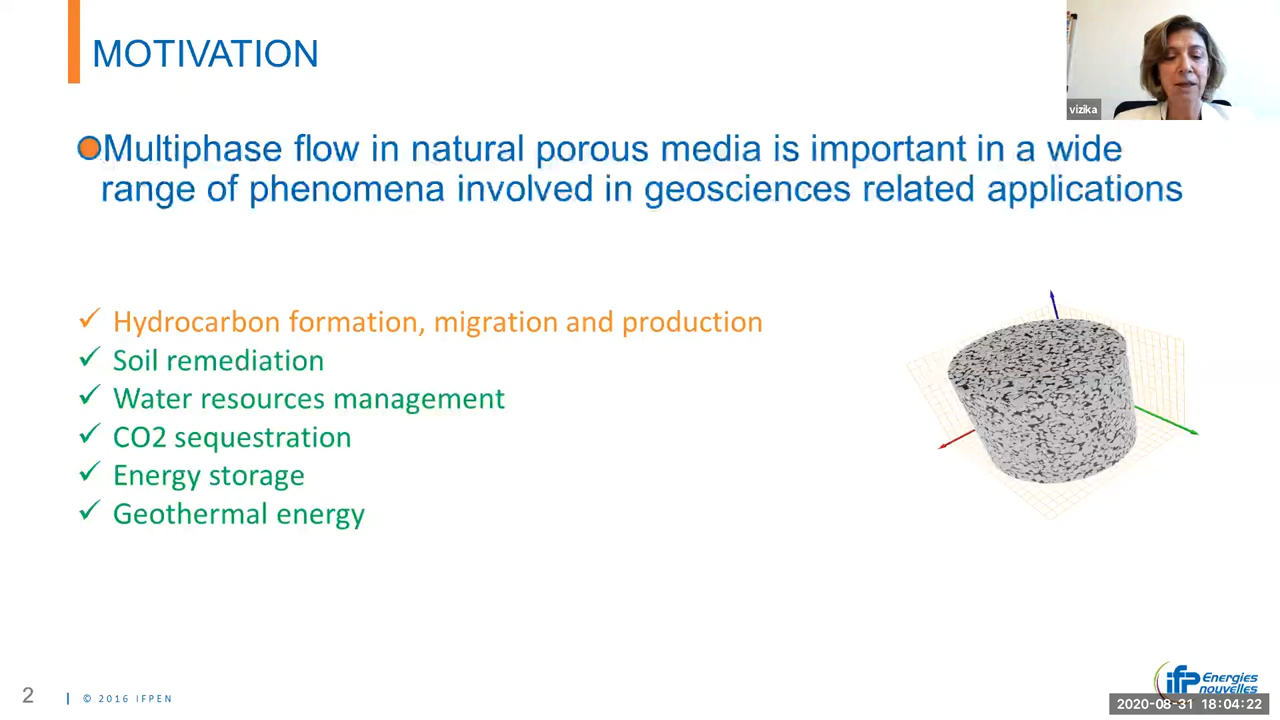 MOTIVATION
vizika
Multiphase flow in natural porous media is important in a wide
range of phenomena involved in geosciences related applications
✓ Hydrocarbon formation, migration and production
✓ Soil remediation
✓ Water resources management
✓ CO2 sequestration
✓ Energy storage
✓ Geothermal energy
2 | © 2016 IFPEN
ifp Energies
nouvelles
2020-08-31 18:04:22